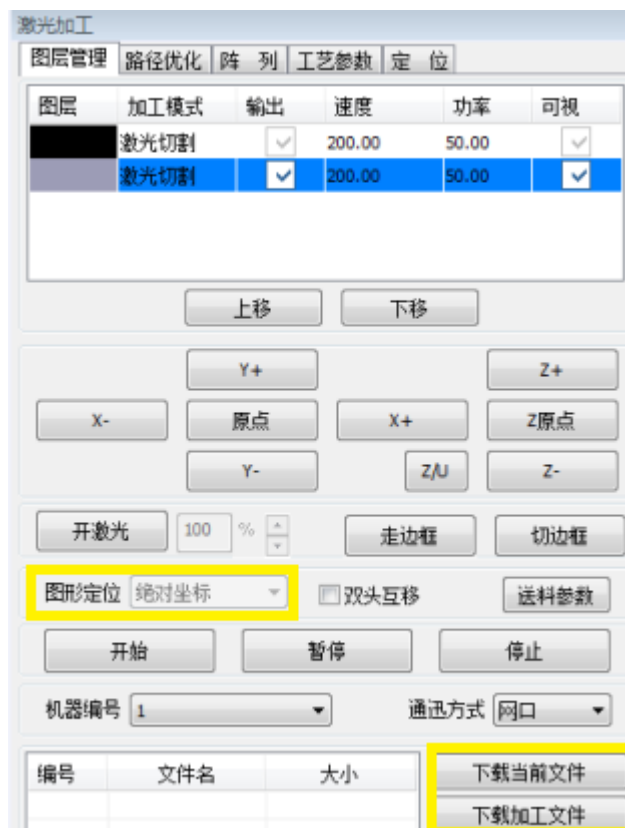 激光加工
图层管理 路径优化 阵 列 工艺参数 定 位
图层 加工模式 输出 速度 功率 可视
激光切割 200.00 50.00
激光切割 200.00 50.00
上移 下移
Y+ Z+
X- 原点 X+ Z原点
Y- Z/U Z-
开激光 100 % 走边框 切边框
图形定位 绝对坐标 双头互移 送料参数
开始 暂停 停止
机器编号 1 通迅方式 网口
编号 文件名 大小 下载当前文件
下载加工文件